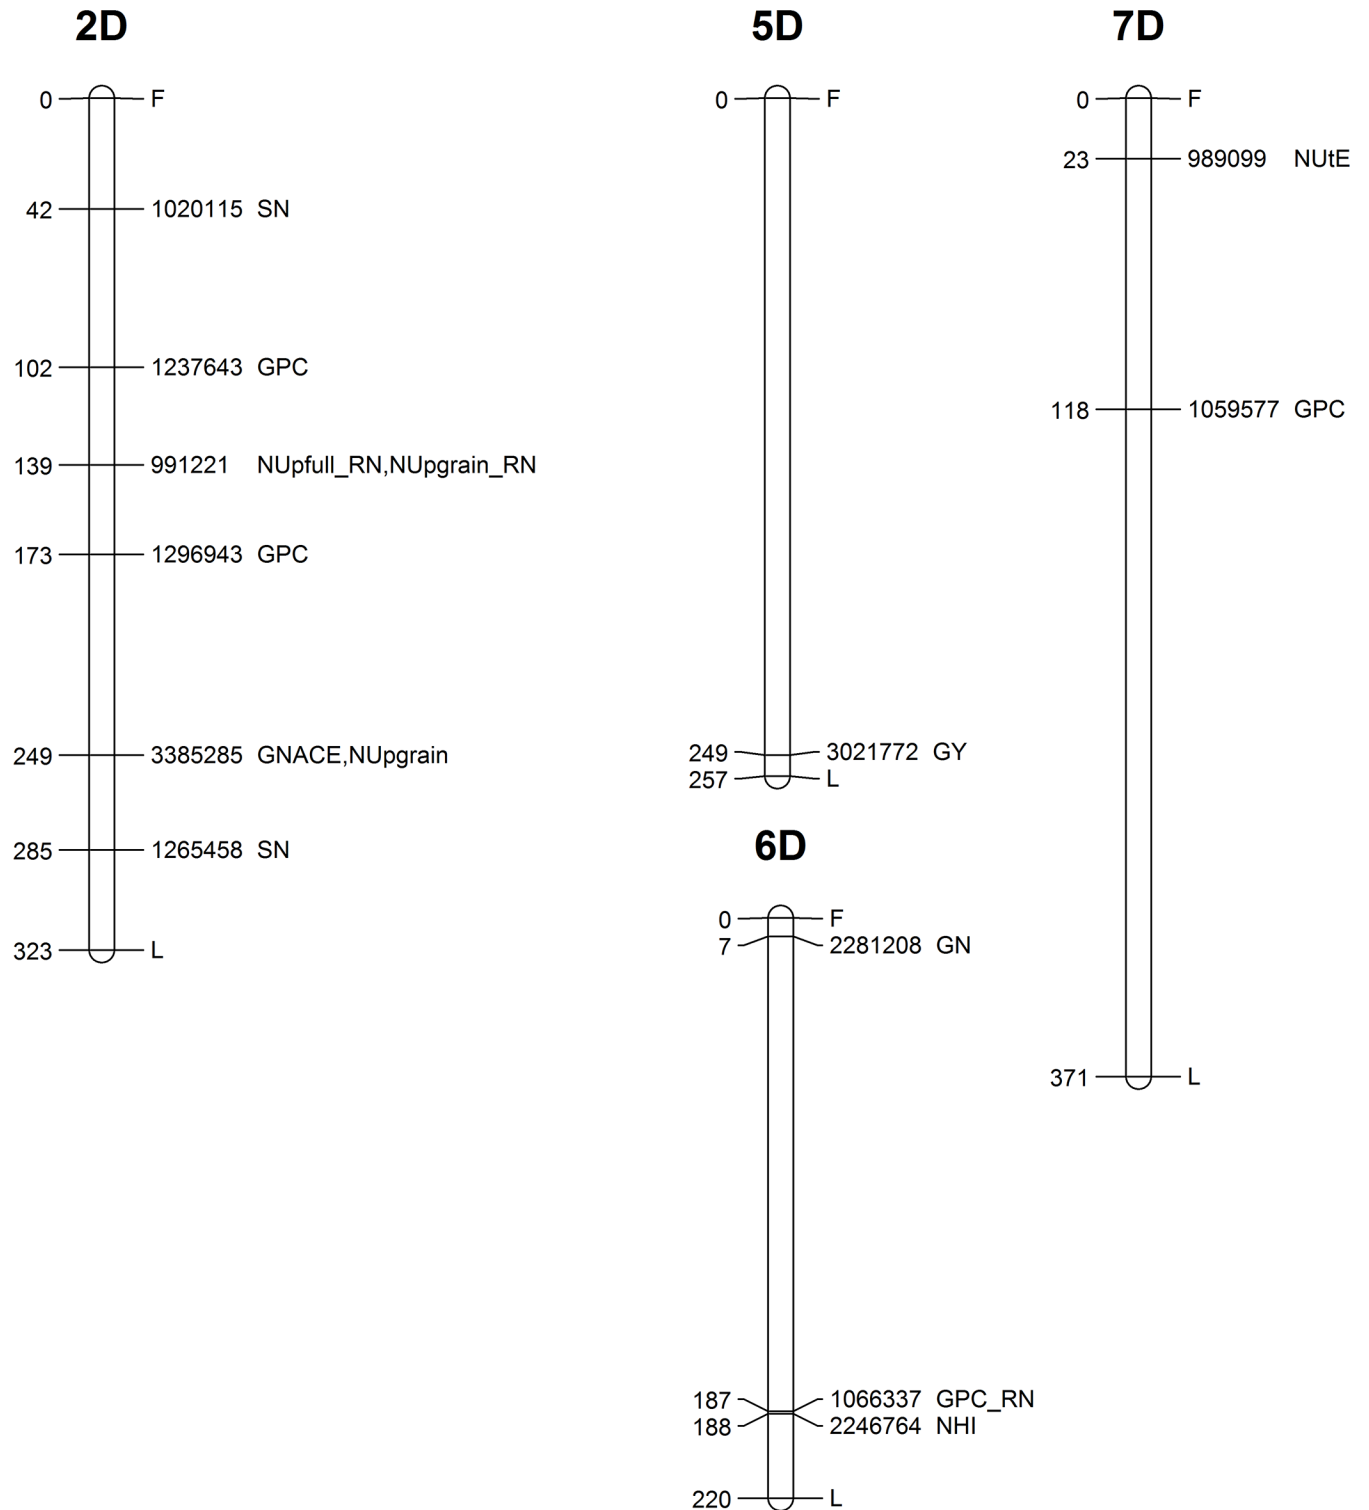 2D
0 F
42 1020115 SN
102 1237643 GPC
139 991221 NUpfull_RN,NUpgrain_RN
173 1296943 GPC
249 3385285 GNACE,NUpgrain
285 1265458 SN
323 L
5D
0 F
249 3021772 GY
257 L
6D
0 F
7 2281208 GN
187 1066337 GPC_RN
188 2246764 NHI
220 L
7D
0 F
23 989099 NUtE
118 1059577 GPC
371 L